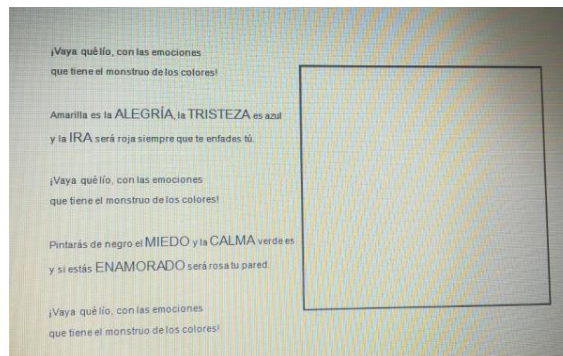 ¡Vaya qué lío, con las emociones
que tiene el monstruo de los colores!
Amarilla es la ALEGRÍA, la TRISTEZA es azul
y la IRA será roja siempre que te enfades tú.
¡Vaya qué lío, con las emociones
que tiene el monstruo de los colores!
Pintarás de negro el MIEDO y la CALMA verde es
y si estás ENAMORADO será rosa tu pared.
¡Vaya qué lío, con las emociones
que tiene el monstruo de los colores!